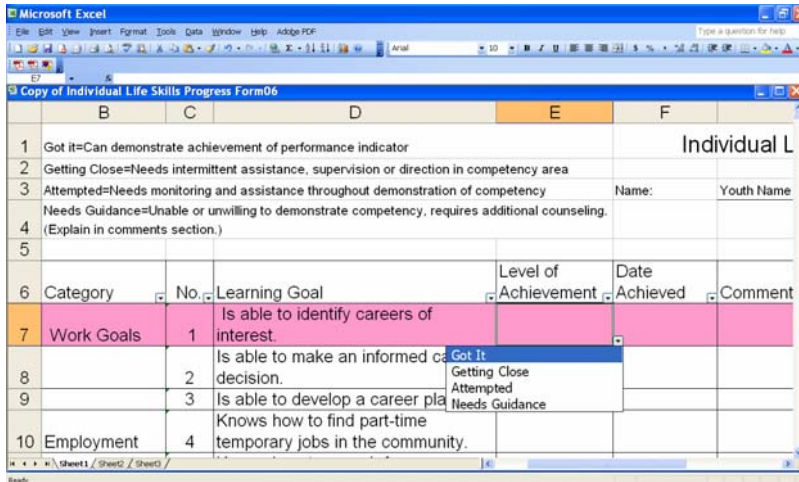 Microsoft Excel
File Edit View Insert Format Tools Data Window Help Adobe PDF
Type a question for help
Arial 10
E7
Copy of Individual Life Skills Progress Form06
B C D E F
1 Got it=Can demonstrate achievement of performance indicator Individual L
2 Getting Close=Needs intermittent assistance, supervision or direction in competency area
3 Attempted=Needs monitoring and assistance throughout demonstration of competency Name: Youth Name
Needs Guidance=Unable or unwilling to demonstrate competency, requires additional counseling.
4 (Explain in comments section.)
5
Level of Date
6 Category No. Learning Goal Achievement Achieved Comment
Is able to identify careers of
7 Work Goals 1 interest.
Is able to make an informed ca
Got It
8 2 decision.
Getting Close
Attempted
9 3 Is able to develop a career pla
Needs Guidance
Knows how to find part-time
10 Employment 4 temporary jobs in the community.
Sheet1 / Sheet2 / Sheet3 /
Ready